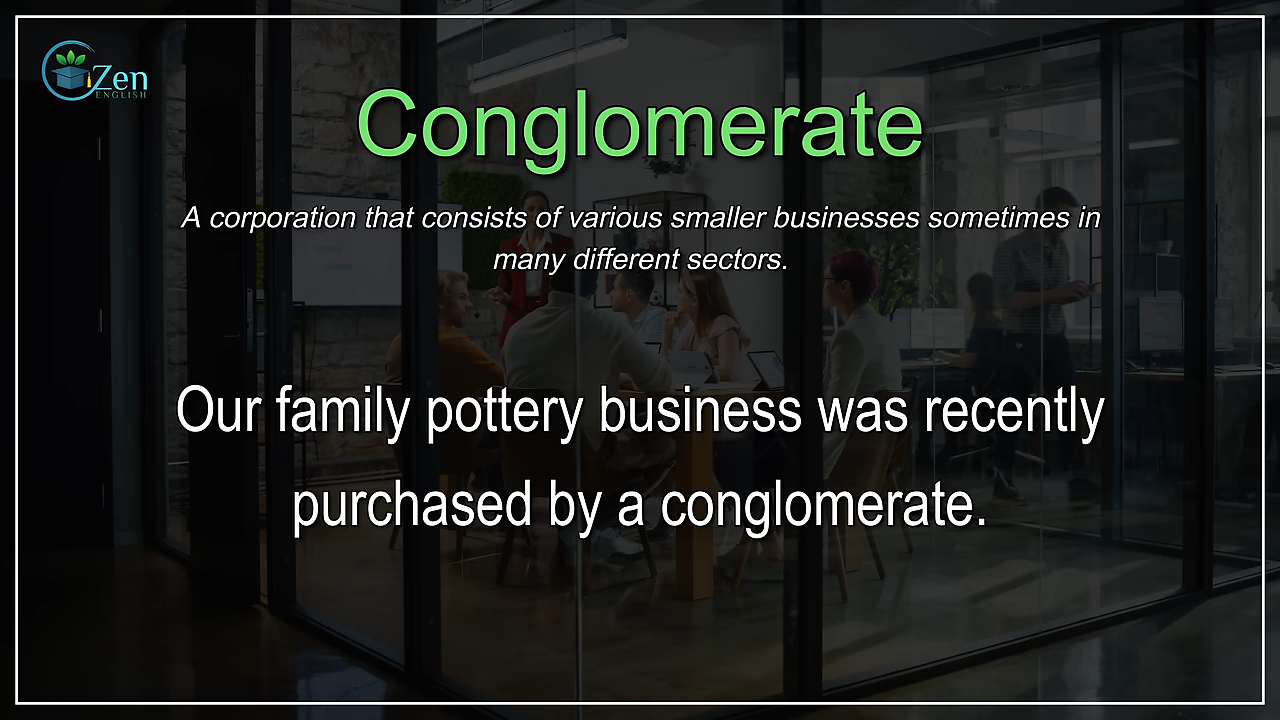 Zen
ENGLISH
Conglomerate
A corporation that consists of various smaller businesses sometimes in
many different sectors.
Our family pottery business was recently
purchased by a conglomerate.